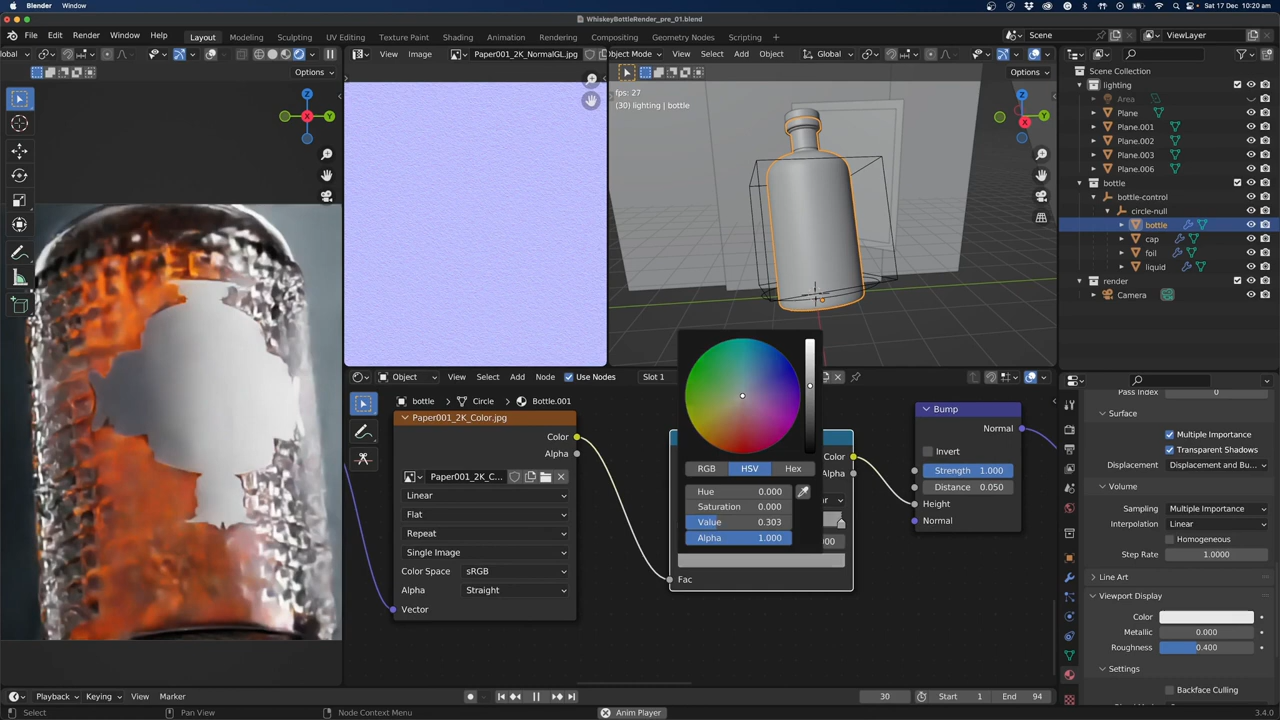 Blender Window
Sat 17 Dec 10:20 am
WhiskeyBottleRender_pre_01.blend
File Edit Render Window Help
Layout Modeling Sculpting UV Editing Texture Paint Shading Animation Rendering Compositing Geometry Nodes Scripting
Scene
ViewLayer
lobal
View Image
Paper001_2K_NormalGL.jpg
bject Mode View Select Add Object
Global
Options
Options
fps: 27
(30) lighting | bottle
Z
Y
X
Z
Y
X
Scene Collection
lighting
Area
Plane
Plane.001
Plane.002
Plane.003
Plane.006
bottle
bottle-control
circle-null
bottle
cap
foil
liquid
render
Camera
Object View Select Add Node Use Nodes Slot 1
bottle Circle Bottle.001
Paper001_2K_Color.jpg
Color
Alpha
Paper001_2K_C...
Linear
Flat
Repeat
Single Image
Color Space sRGB
Alpha Straight
Vector
RGB HSV Hex
Hue 0.000
Saturation 0.000
Value 0.303
Alpha 1.000
Color
Alpha
ar
000
Fac
Bump
Normal
Invert
Strength 1.000
Distance 0.050
Height
Normal
Pass Index 0
Surface
Multiple Importance
Transparent Shadows
Displacement Displacement and Bu...
Volume
Sampling Multiple Importance
Interpolation Linear
Homogeneous
Step Rate 1.0000
Line Art
Viewport Display
Color
Metallic 0.000
Roughness 0.400
Settings
Backface Culling
Playback Keying View Marker
30 Start 1 End 94
Select Pan View Node Context Menu Anim Player 3.4.0